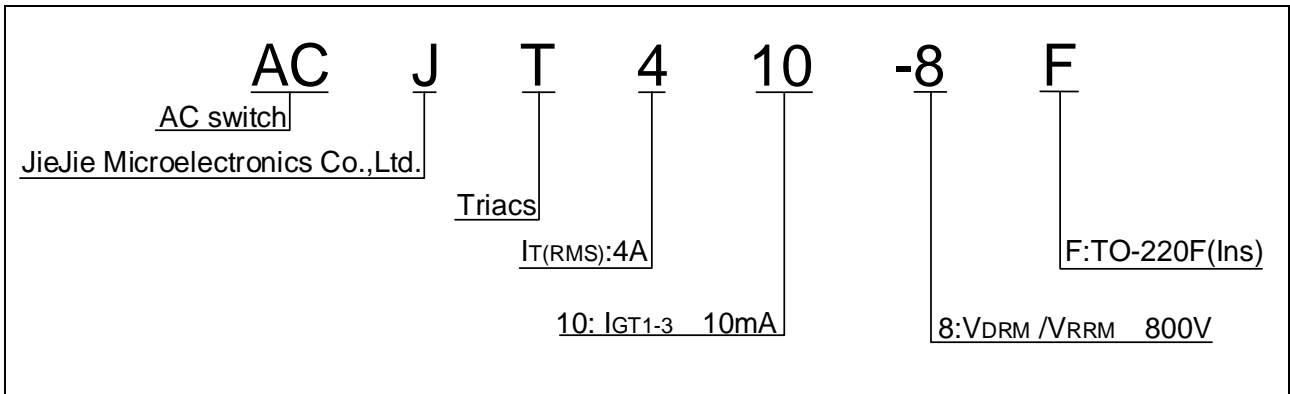 AC J T 4 10 -8 F
AC switch
JieJie Microelectronics Co.,Ltd.
Triacs
IT(RMS):4A
F:TO-220F(Ins)
10: IGT1-3 10mA
8:VDRM /VRRM 800V